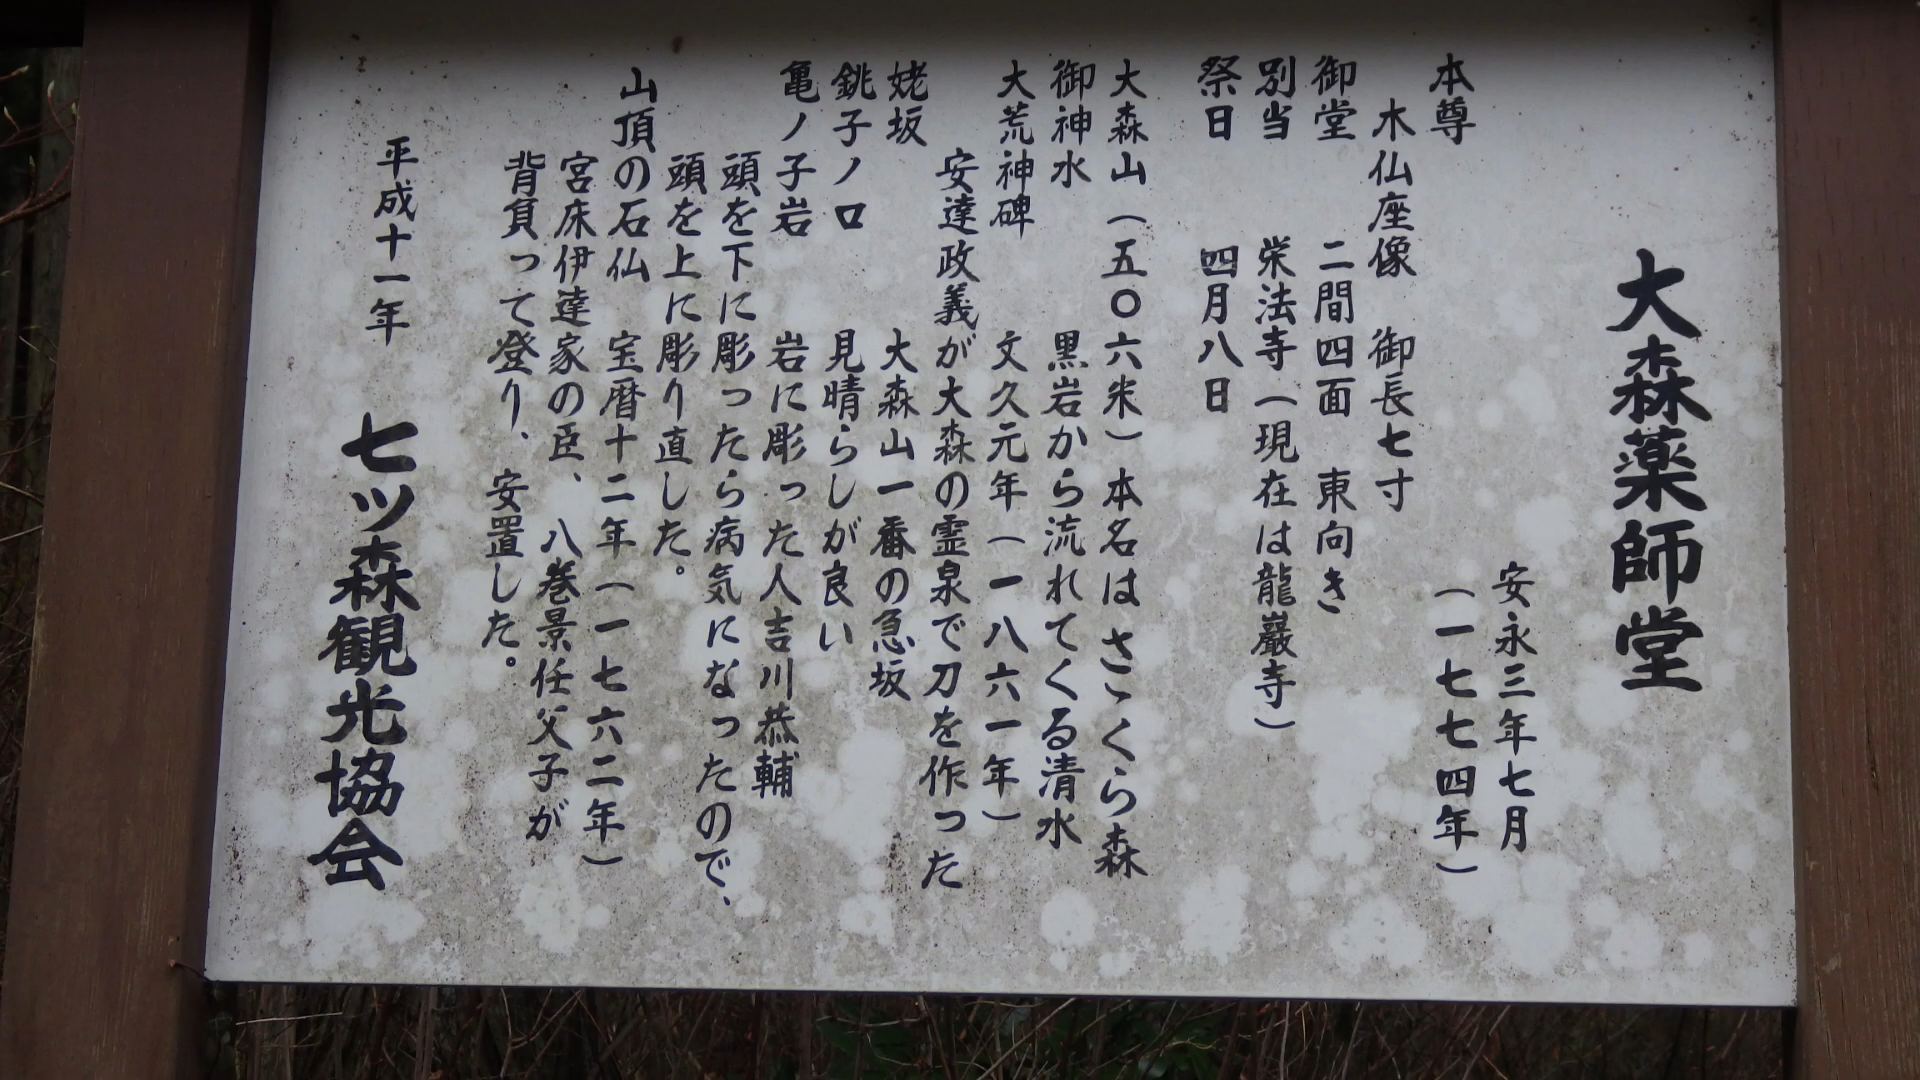 大森薬師堂
安永三年七月
本尊　　　　　（一七七四年）
木仏座像　御長七寸
御堂　　二間四面　東向き
別当　　栄法寺（現在は龍巖寺）
祭日　　四月八日
大森山（五〇六米）本名はさゝくら森
御神水　　　黒岩から流れてくる清水
大荒神碑　　文久元年（一八六一年）
安達政義が大森の霊泉で刀を作った
姥坂　　　　大森山一番の急坂
銚子ノ口　　見晴らしが良い
亀ノ子岩　　岩に彫った人吉川恭輔
頭を下に彫ったら病気になったので、
頭を上に彫り直した。
山頂の石仏　宝暦十二年（一七六二年）
宮床伊達家の臣、八巻景任父子が
背負って登り、安置した。
平成十一年　七ツ森観光協会